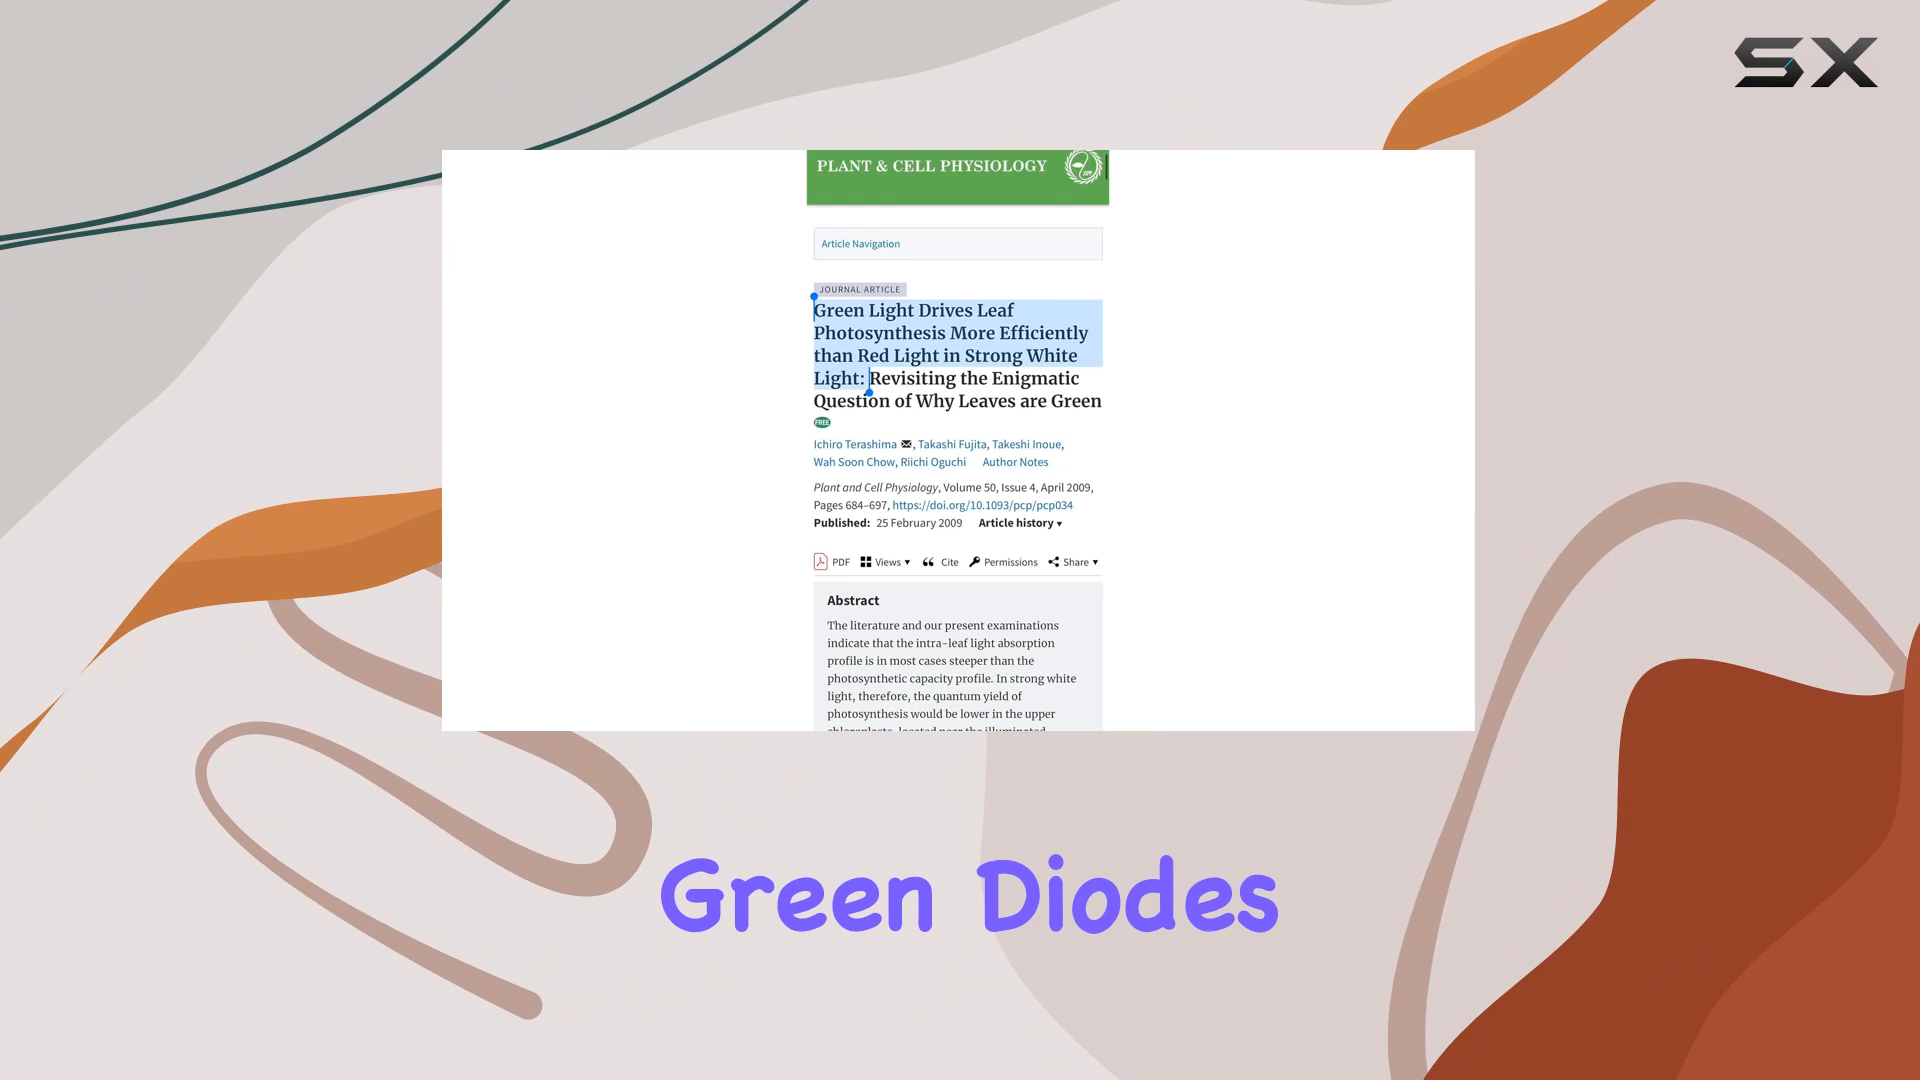 SX
PLANT & CELL PHYSIOLOGY
Article Navigation
JOURNAL ARTICLE
Green Light Drives Leaf
Photosynthesis More Efficiently
than Red Light in Strong White
Light: Revisiting the Enigmatic
Question of Why Leaves are Green
FREE
Ichiro Terashima, Takashi Fujita, Takeshi Inoue,
Wah Soon Chow, Riichi Oguchi Author Notes
Plant and Cell Physiology, Volume 50, Issue 4, April 2009,
Pages 684–697, https://doi.org/10.1093/pcp/pcp034
Published: 25 February 2009 Article history
PDF Views Cite Permissions Share
Abstract
The literature and our present examinations
indicate that the intra-leaf light absorption
profile is in most cases steeper than the
photosynthetic capacity profile. In strong white
light, therefore, the quantum yield of
photosynthesis would be lower in the upper
chloroplasts, located near the illuminated
Green Diodes